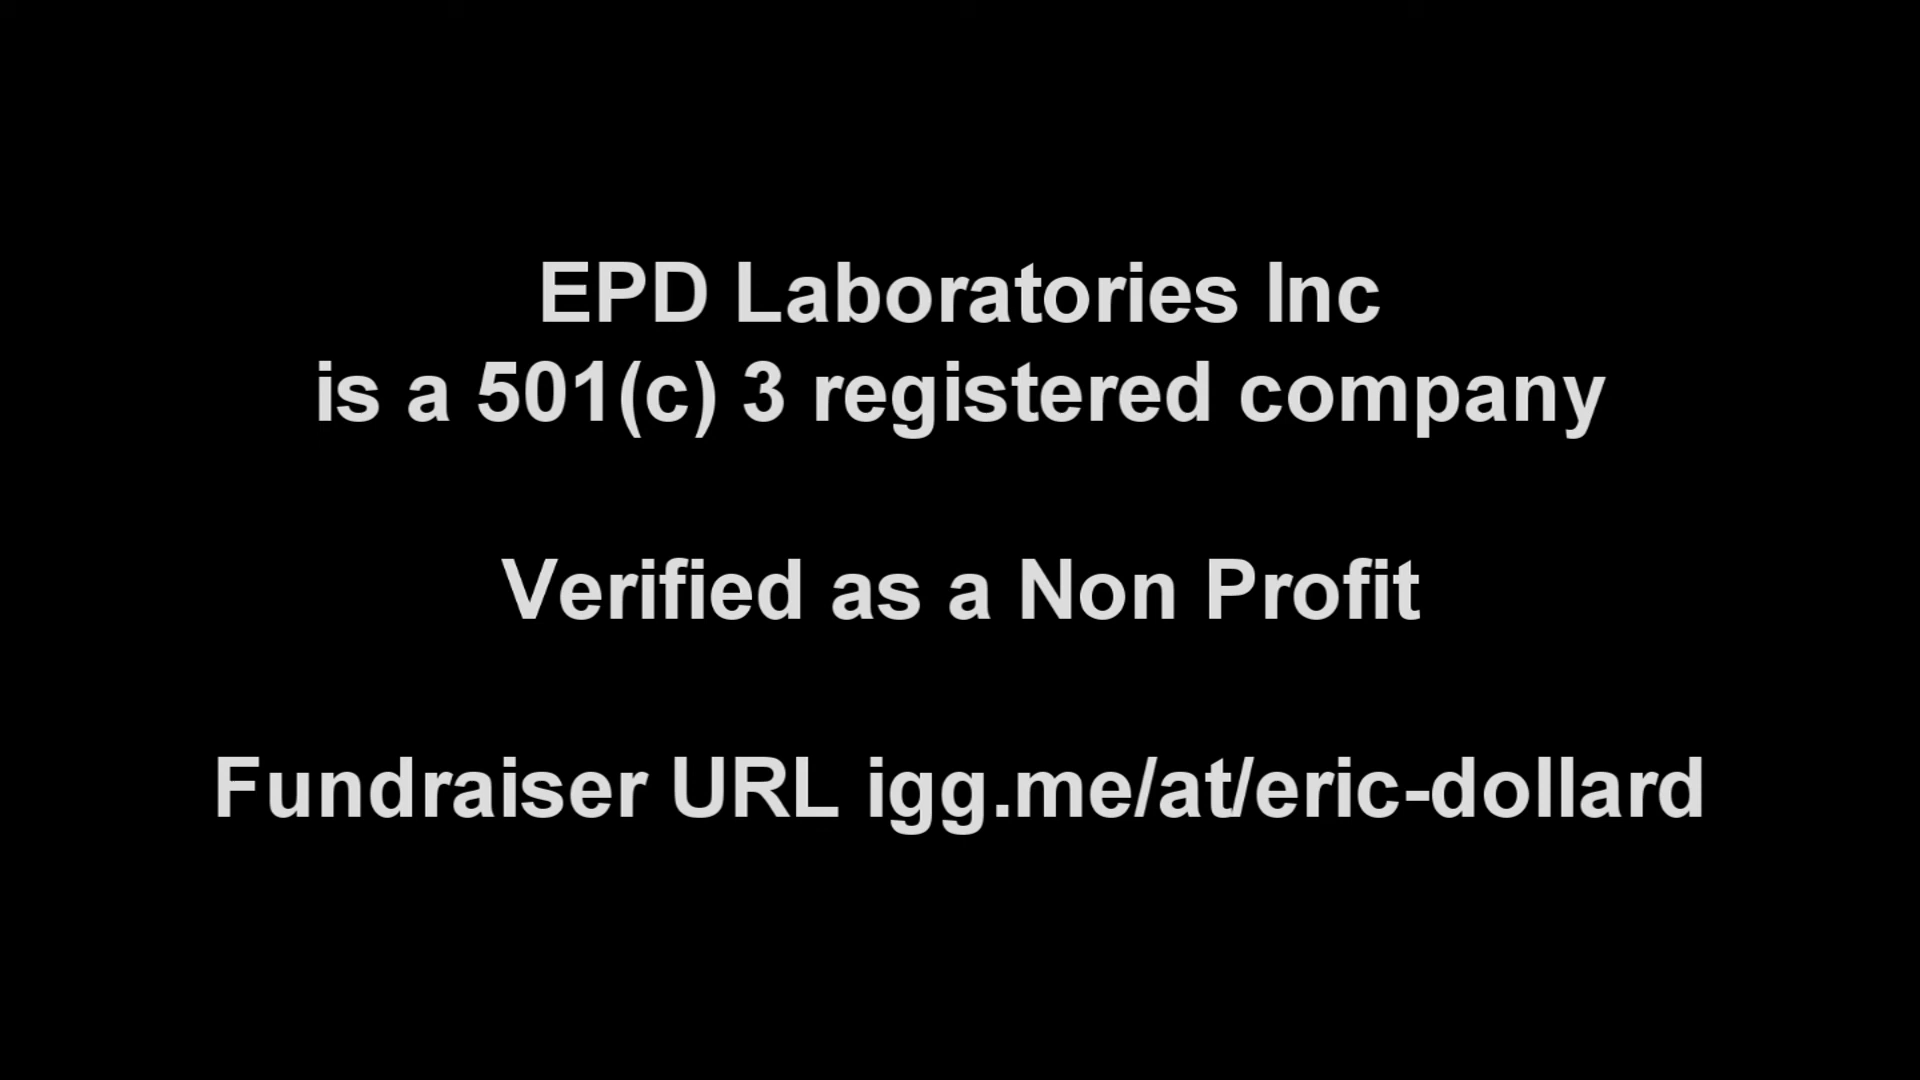 EPD Laboratories Inc
is a 501(c) 3 registered company
Verified as a Non Profit
Fundraiser URL igg.me/at/eric-dollard